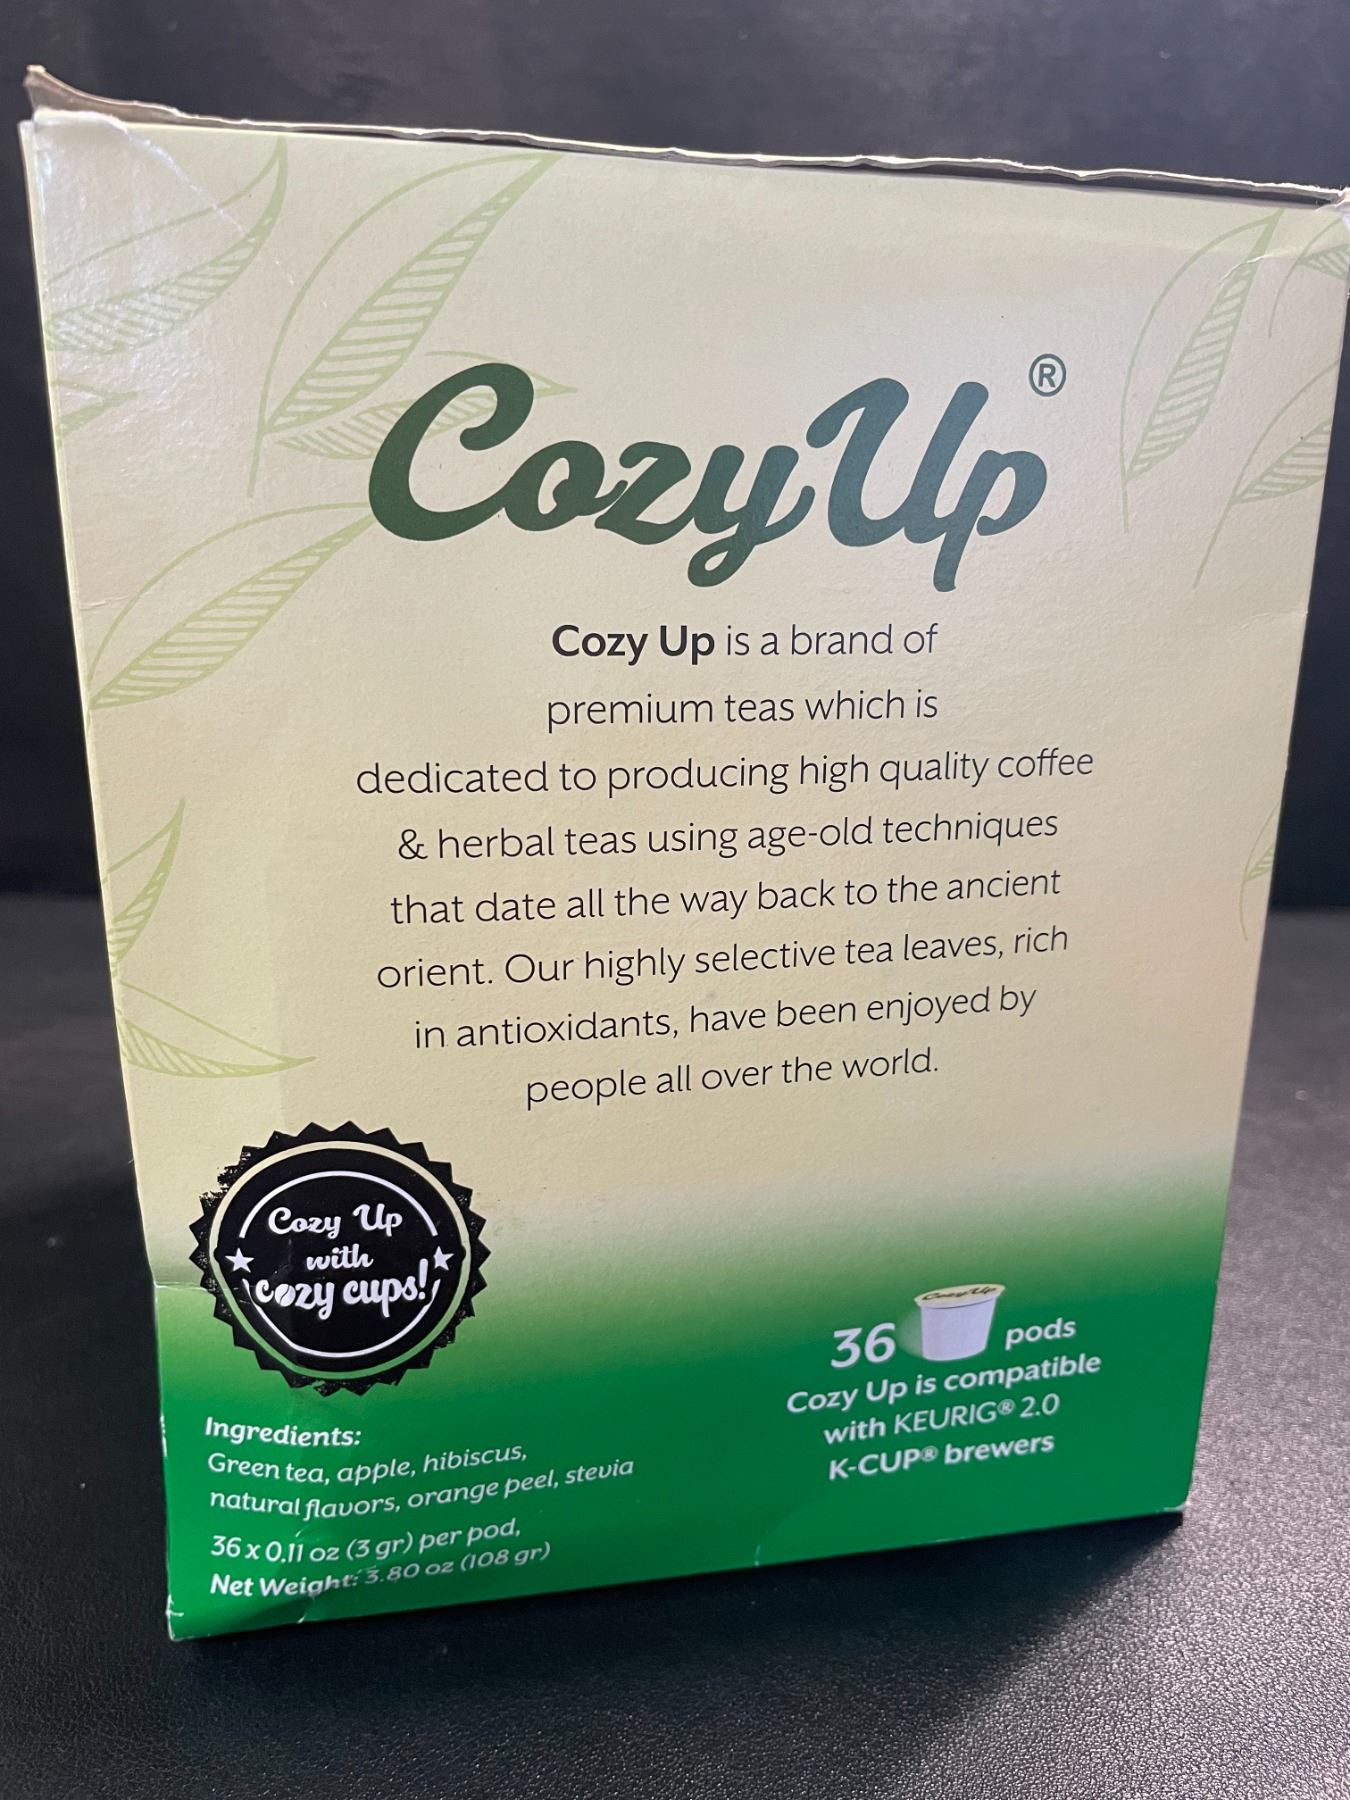 CozyUp®
Cozy Up is a brand of
premium teas which is
dedicated to producing high quality coffee
& herbal teas using age-old techniques
that date all the way back to the ancient
orient. Our highly selective tea leaves, rich
in antioxidants, have been enjoyed by
people all over the world.
Cozy Up
with
cozy cups!
CozyUp
36 pods
Cozy Up is compatible
with KEURIG® 2.0
K-CUP® brewers
Ingredients:
Green tea, apple, hibiscus,
natural flavors, orange peel, stevia
36 x 0.11 oz (3 gr) per pod,
Net Weight: 3.80 oz (108 gr)